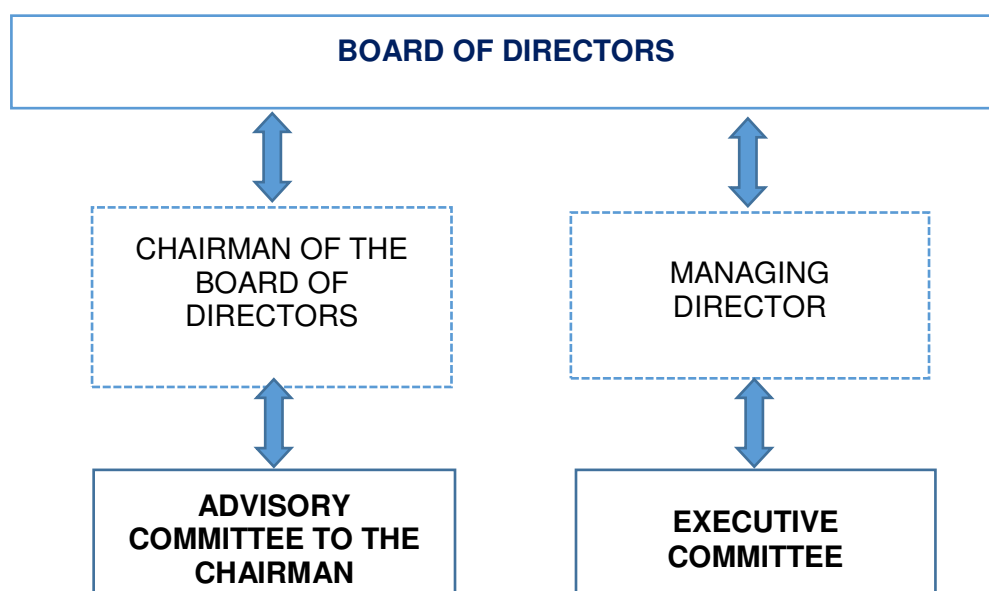 BOARD OF DIRECTORS
CHAIRMAN OF THE
BOARD OF
DIRECTORS
MANAGING
DIRECTOR
ADVISORY
COMMITTEE TO THE
CHAIRMAN
EXECUTIVE
COMMITTEE